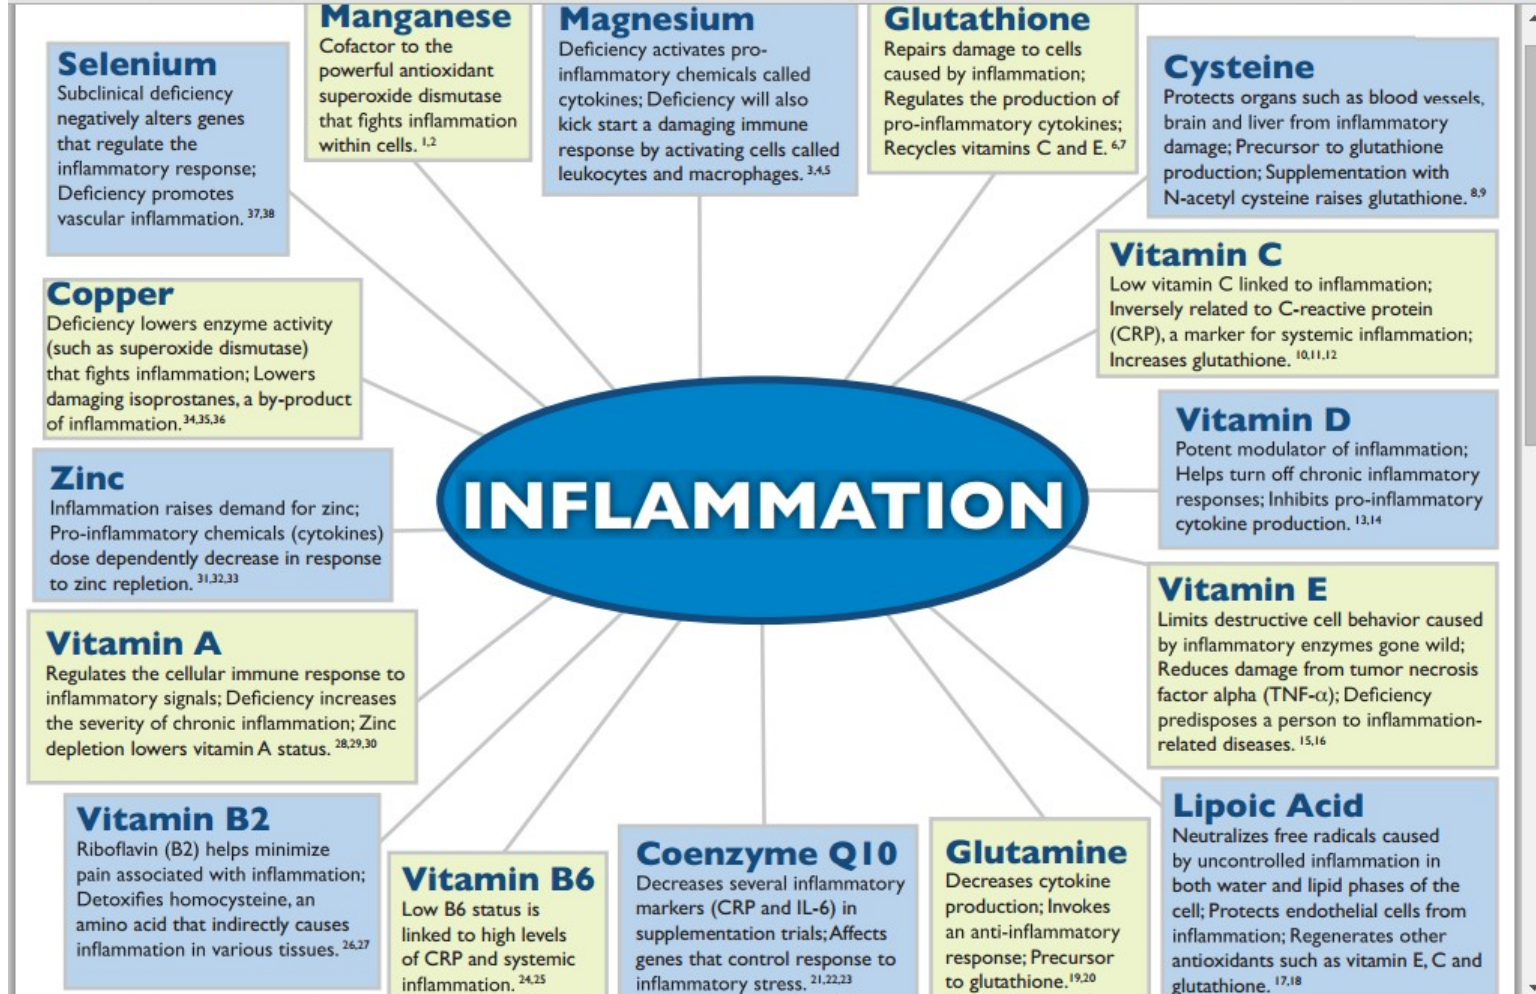 Manganese
Cofactor to the
powerful antioxidant
superoxide dismutase
that fights inflammation
within cells. 1,2
Magnesium
Deficiency activates pro-
inflammatory chemicals called
cytokines; Deficiency will also
kick start a damaging immune
response by activating cells called
leukocytes and macrophages. 3,4,5
Glutathione
Repairs damage to cells
caused by inflammation;
Regulates the production of
pro-inflammatory cytokines;
Recycles vitamins C and E. 6,7
Cysteine
Protects organs such as blood vessels,
brain and liver from inflammatory
damage; Precursor to glutathione
production; Supplementation with
N-acetyl cysteine raises glutathione. 8,9
Vitamin C
Low vitamin C linked to inflammation;
Inversely related to C-reactive protein
(CRP), a marker for systemic inflammation;
Increases glutathione. 10,11,12
Vitamin D
Potent modulator of inflammation;
Helps turn off chronic inflammatory
responses; Inhibits pro-inflammatory
cytokine production. 13,14
Vitamin E
Limits destructive cell behavior caused
by inflammatory enzymes gone wild;
Reduces damage from tumor necrosis
factor alpha (TNF-α); Deficiency
predisposes a person to inflammation-
related diseases. 15,16
Lipoic Acid
Neutralizes free radicals caused
by uncontrolled inflammation in
both water and lipid phases of the
cell; Protects endothelial cells from
inflammation; Regenerates other
antioxidants such as vitamin E, C and
glutathione. 17,18
Glutamine
Decreases cytokine
production; Invokes
an anti-inflammatory
response; Precursor
to glutathione.19,20
Coenzyme Q10
Decreases several inflammatory
markers (CRP and IL-6) in
supplementation trials; Affects
genes that control response to
inflammatory stress. 21,22,23
Vitamin B6
Low B6 status is
linked to high levels
of CRP and systemic
inflammation. 24,25
Vitamin B2
Riboflavin (B2) helps minimize
pain associated with inflammation;
Detoxifies homocysteine, an
amino acid that indirectly causes
inflammation in various tissues. 26,27
Vitamin A
Regulates the cellular immune response to
inflammatory signals; Deficiency increases
the severity of chronic inflammation; Zinc
depletion lowers vitamin A status. 28,29,30
Zinc
Inflammation raises demand for zinc;
Pro-inflammatory chemicals (cytokines)
dose dependently decrease in response
to zinc repletion. 31,32,33
Copper
Deficiency lowers enzyme activity
(such as superoxide dismutase)
that fights inflammation; Lowers
damaging isoprostanes, a by-product
of inflammation.34,35,36
Selenium
Subclinical deficiency
negatively alters genes
that regulate the
inflammatory response;
Deficiency promotes
vascular inflammation. 37,38
INFLAMMATION